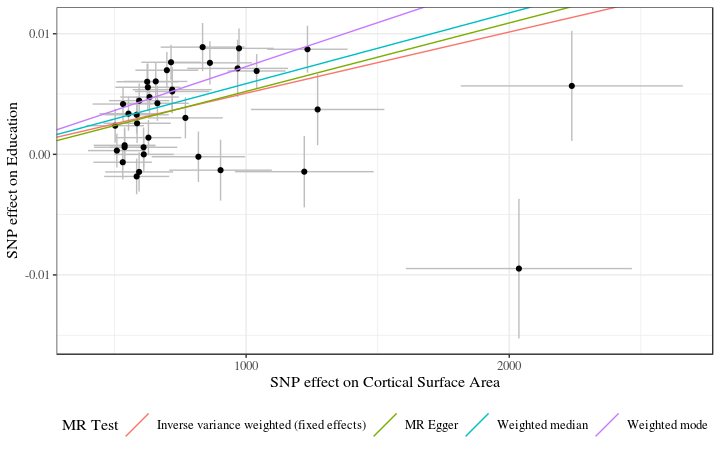 0.01
0.00
-0.01
SNP effect on Education
1000
2000
SNP effect on Cortical Surface Area
MR Test
Inverse variance weighted (fixed effects)
MR Egger
Weighted median
Weighted mode